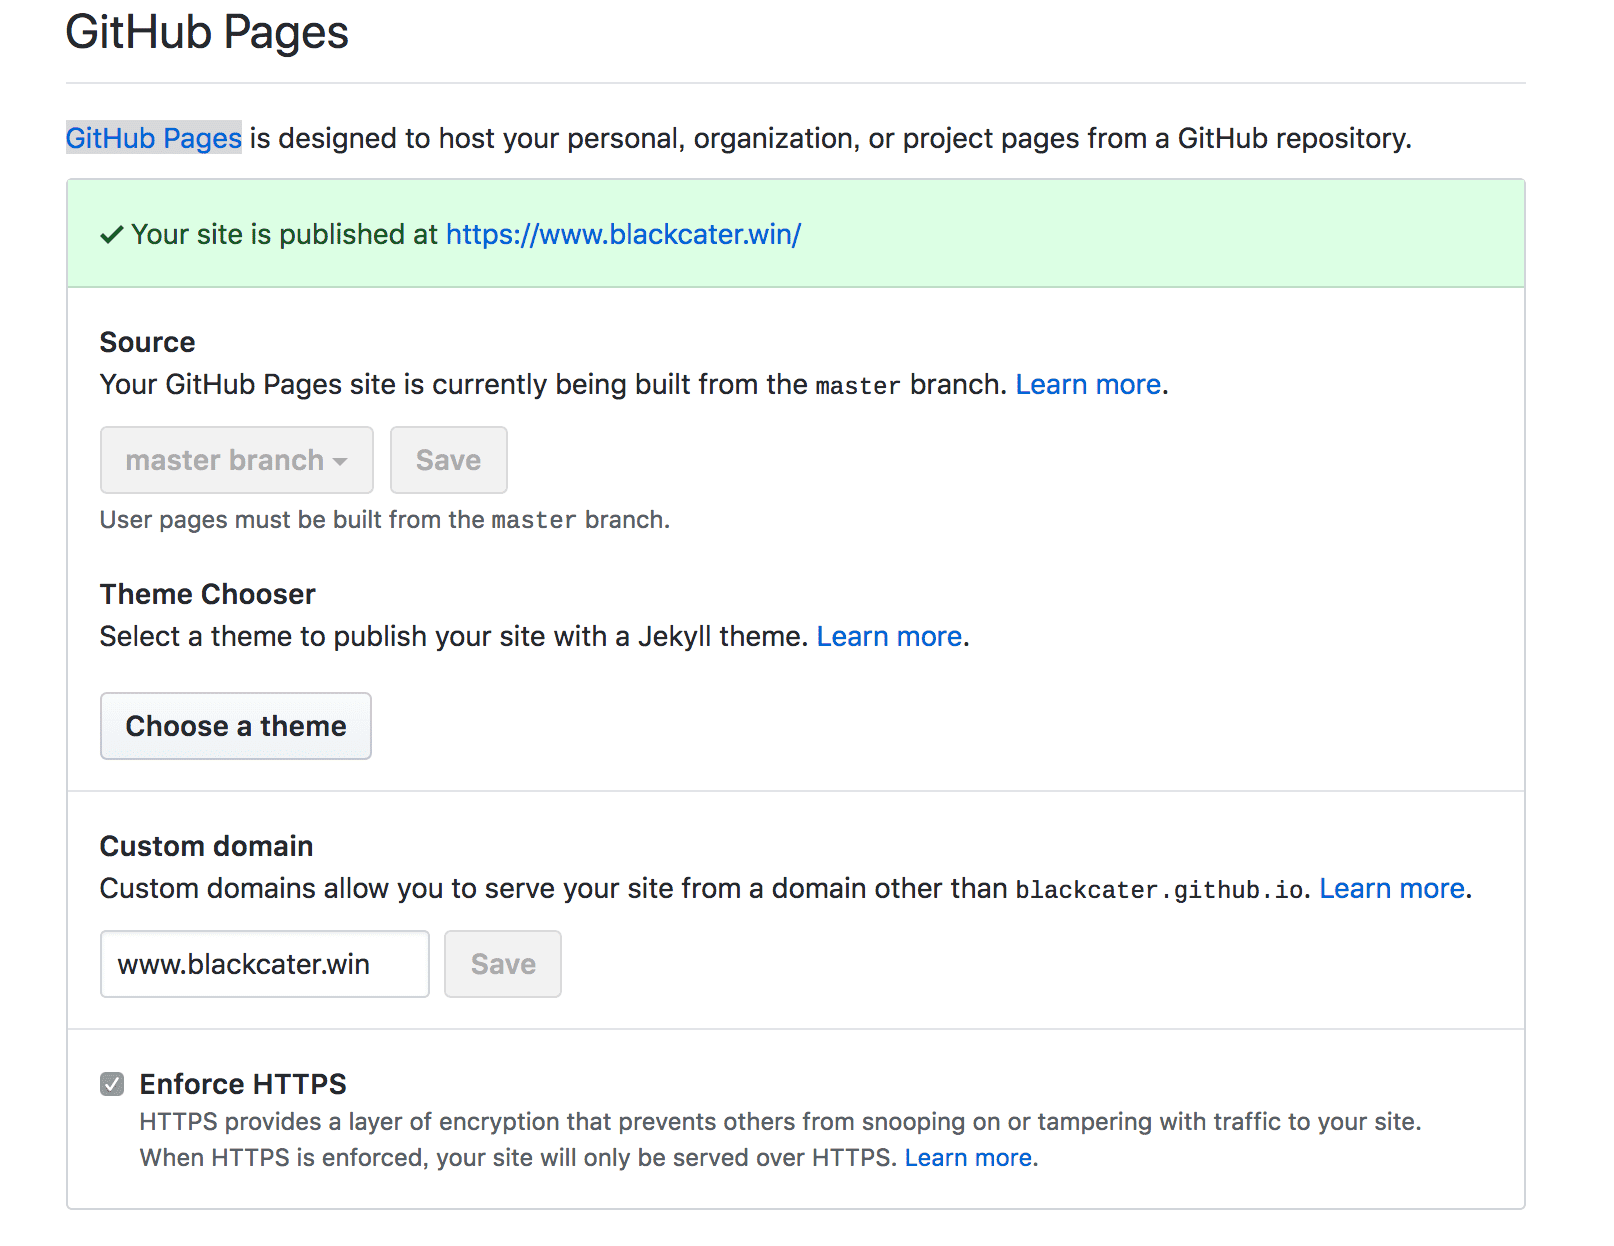 GitHub Pages
GitHub Pages is designed to host your personal, organization, or project pages from a GitHub repository.
Your site is published at https://www.blackcater.win/
Source
Your GitHub Pages site is currently being built from the master branch. Learn more.
master branch
Save
User pages must be built from the master branch.
Theme Chooser
Select a theme to publish your site with a Jekyll theme. Learn more.
Choose a theme
Custom domain
Custom domains allow you to serve your site from a domain other than blackcater.github.io. Learn more.
www.blackcater.win
Save
Enforce HTTPS
HTTPS provides a layer of encryption that prevents others from snooping on or tampering with traffic to your site.
When HTTPS is enforced, your site will only be served over HTTPS. Learn more.